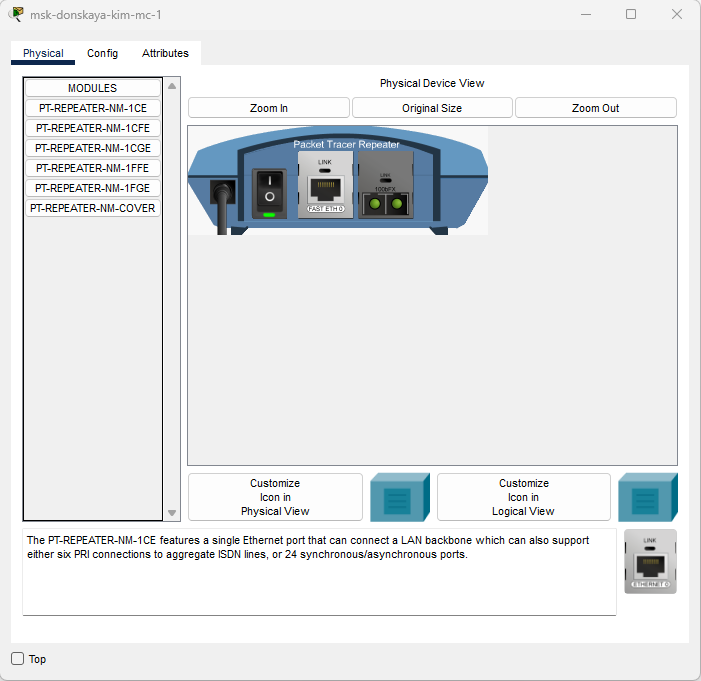 msk-donskaya-kim-mc-1
Physical
Config
Attributes
MODULES
PT-REPEATER-NM-1CE
PT-REPEATER-NM-1CFE
PT-REPEATER-NM-1CGE
PT-REPEATER-NM-1FFE
PT-REPEATER-NM-1FGE
PT-REPEATER-NM-COVER
Physical Device View
Zoom In
Original Size
Zoom Out
Packet Tracer Repeater
LINK
FAST ETH 0
LINK
100bFX
Customize
Icon in
Physical View
Customize
Icon in
Logical View
The PT-REPEATER-NM-1CE features a single Ethernet port that can connect a LAN backbone which can also support
either six PRI connections to aggregate ISDN lines, or 24 synchronous/asynchronous ports.
LINK
ETHERNET 0
Top